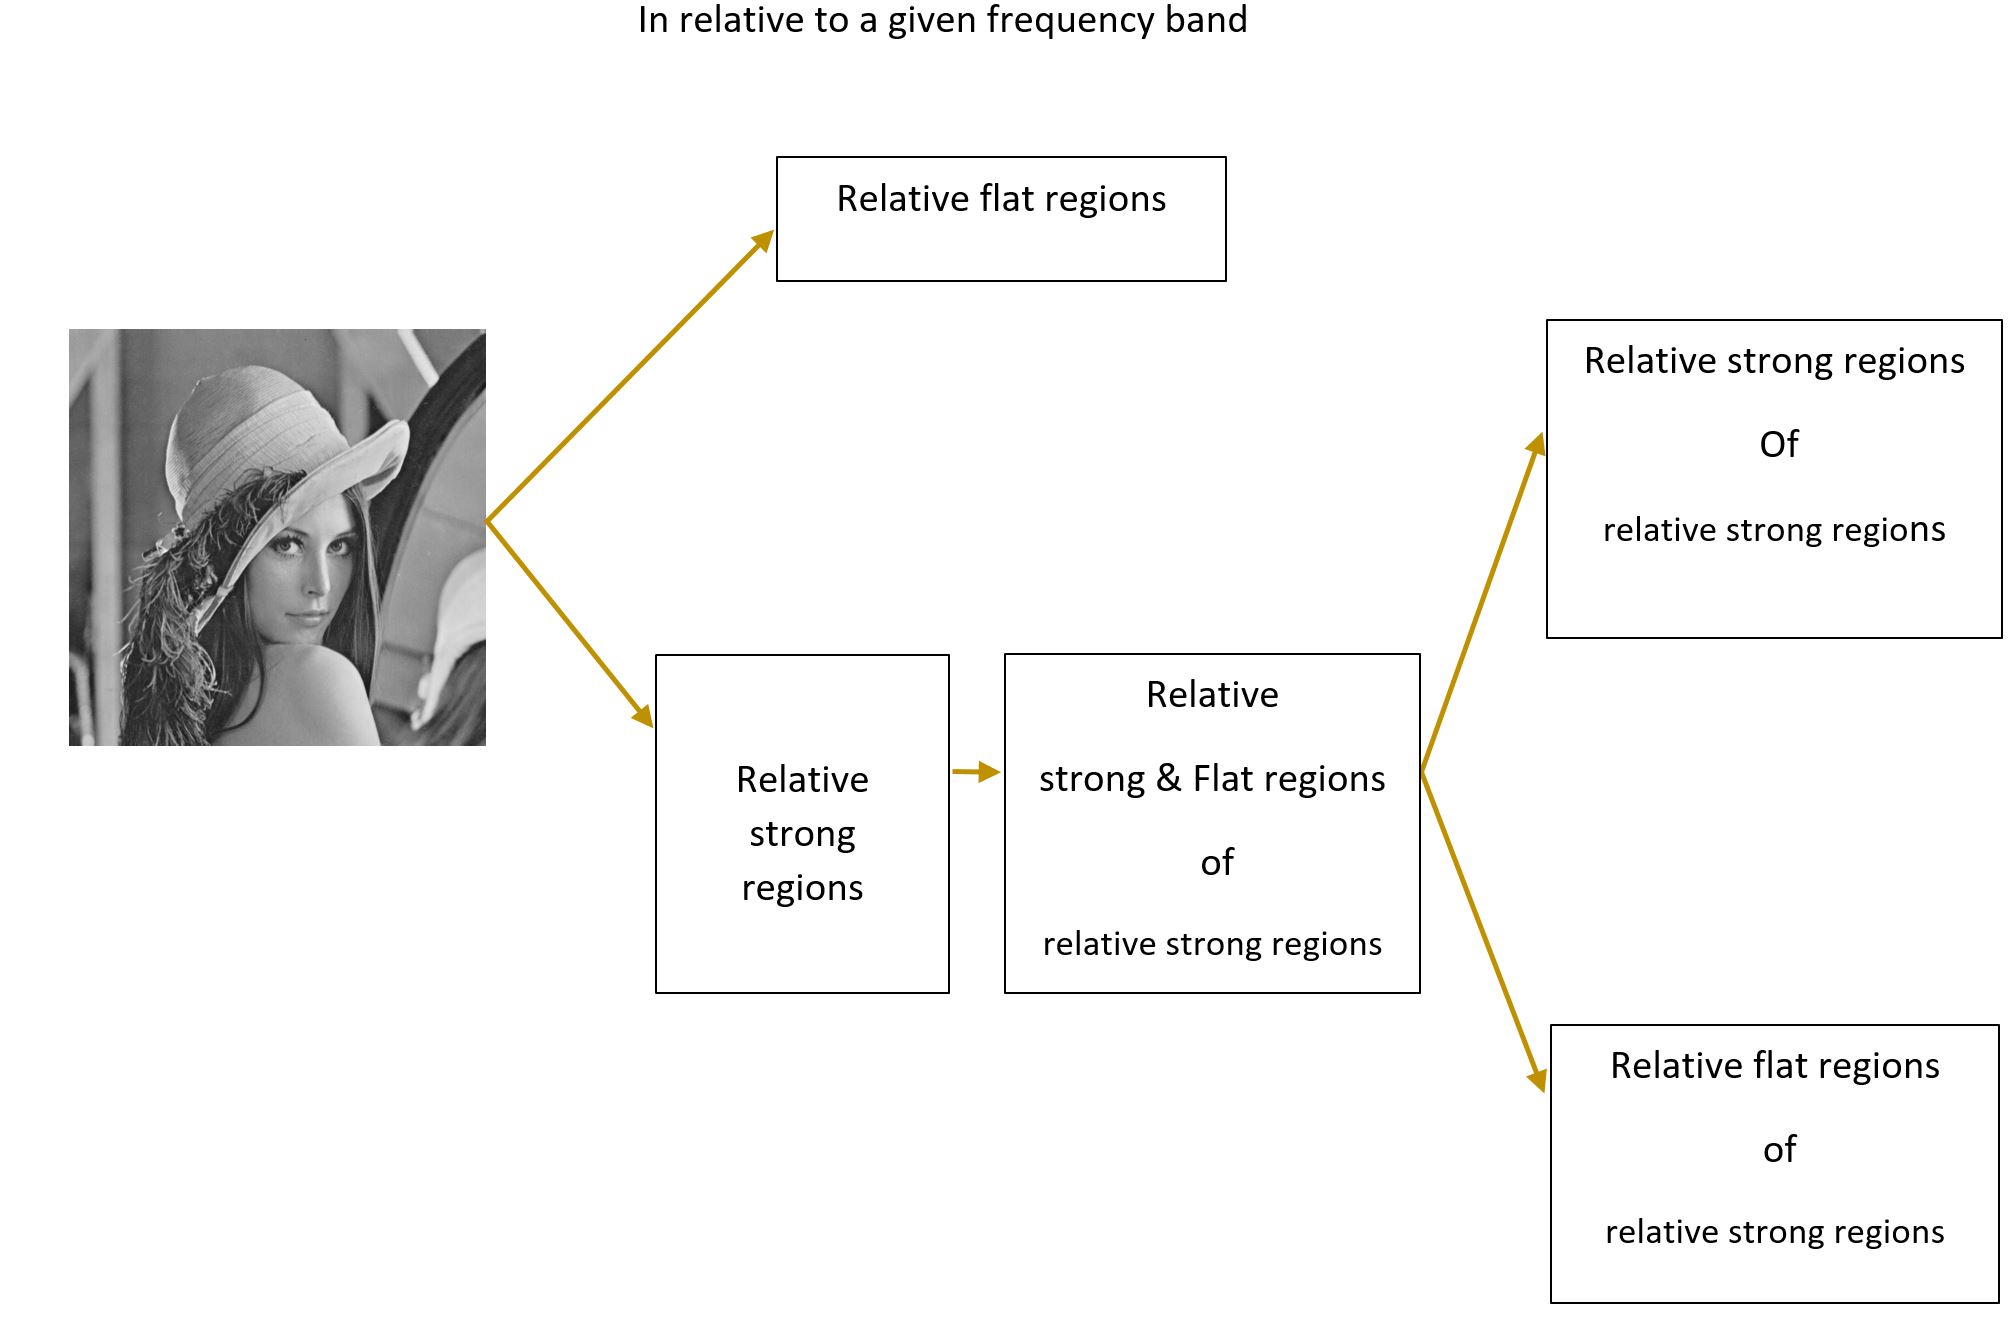 In relative to a given frequency band
Relative flat regions
Relative strong regions
Of
relative strong regions
Relative
strong
regions
Relative
strong & Flat regions
of
relative strong regions
Relative flat regions
of
relative strong regions